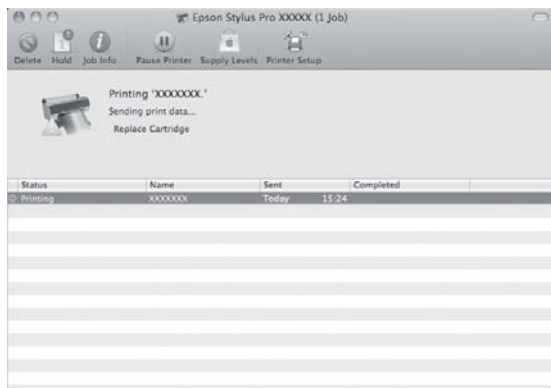 Epson Stylus Pro XXXXX (1 Job)
Delete Hold Job Info Pause Printer Supply Levels Printer Setup
Printing 'XXXXXXX.'
Sending print data...
Replace Cartridge
Status Name Sent Completed
Printing XXXXXXX Today 15:24